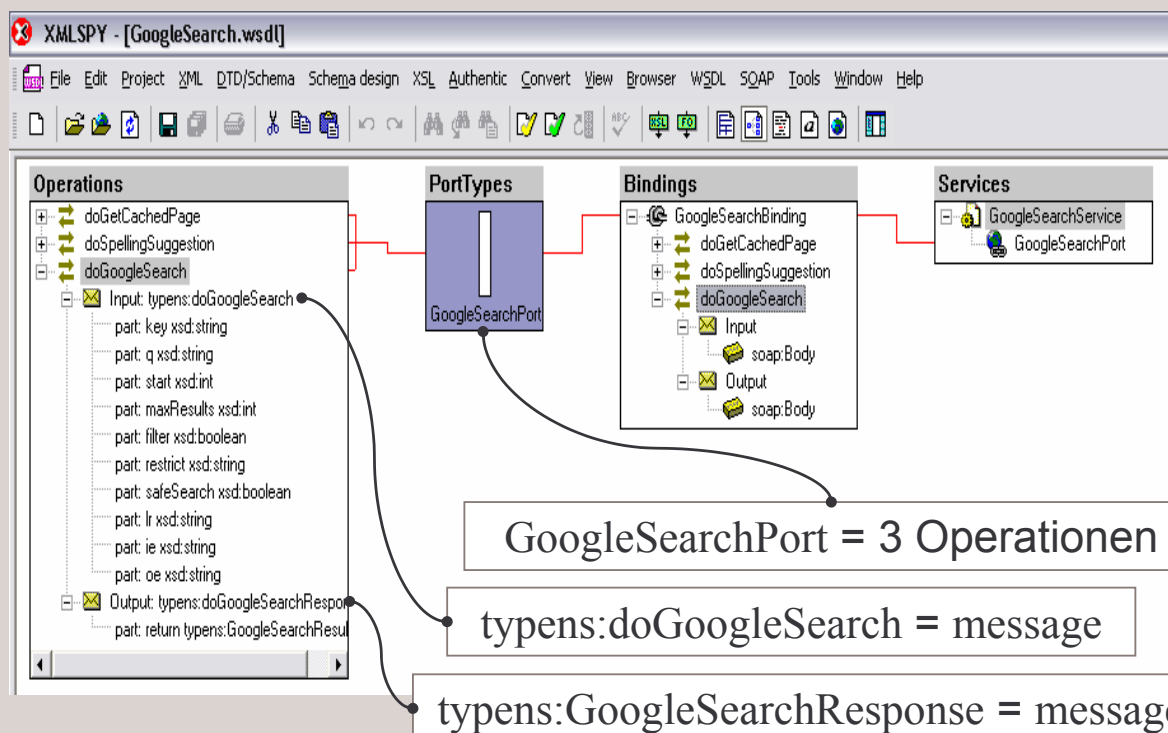 XMLSPY - [GoogleSearch.wsdl]
File Edit Project XML DTD/Schema Schema design XSL Authentic Convert View Browser WSDL SOAP Tools Window Help
Operations
doGetCachedPage
doSpellingSuggestion
doGoogleSearch
Input: typens:doGoogleSearch
part: key xsd:string
part: q xsd:string
part: start xsd:int
part: maxResults xsd:int
part: filter xsd:boolean
part: restrict xsd:string
part: safeSearch xsd:boolean
part: lr xsd:string
part: ie xsd:string
part: oe xsd:string
Output: typens:doGoogleSearchRespon
part: return typens:GoogleSearchResul
PortTypes
GoogleSearchPort
Bindings
GoogleSearchBinding
doGetCachedPage
doSpellingSuggestion
doGoogleSearch
Input
soap:Body
Output
soap:Body
Services
GoogleSearchService
GoogleSearchPort
GoogleSearchPort = 3 Operationen
typens:doGoogleSearch = message
typens:GoogleSearchResponse = message